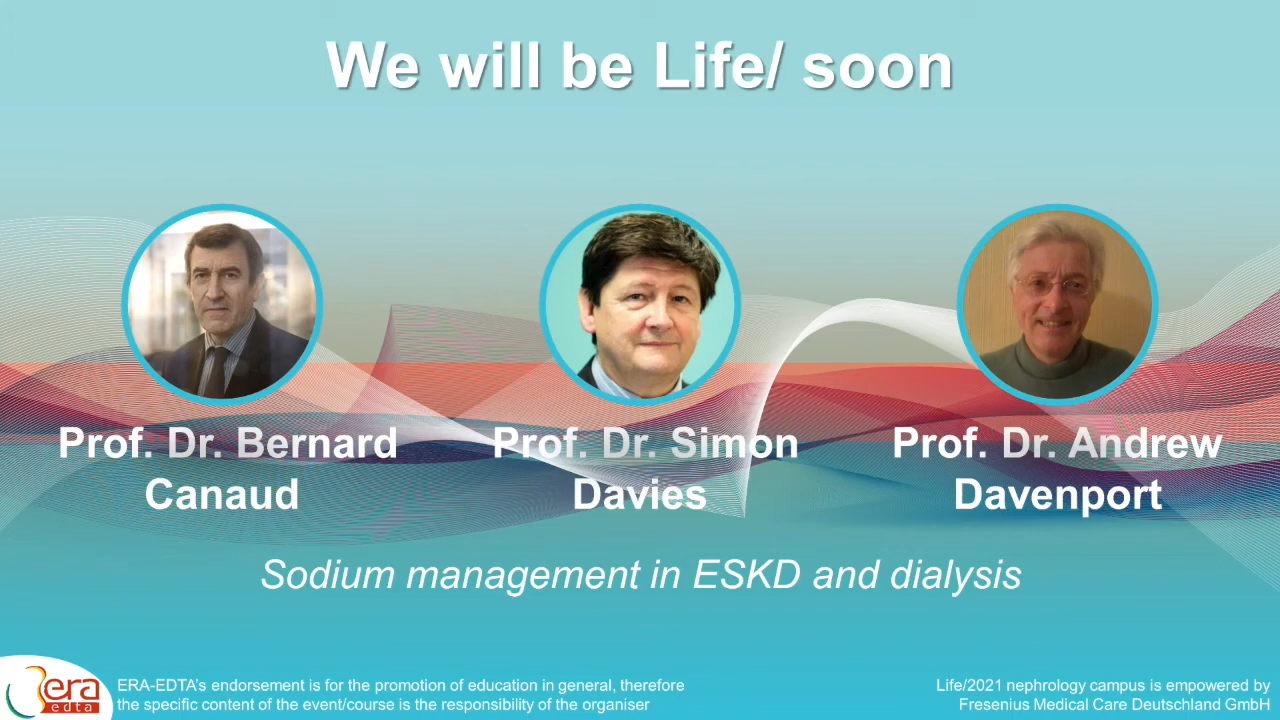 We will be Life/ soon
Prof. Dr. Bernard
Canaud
Prof. Dr. Simon
Davies
Prof. Dr. Andrew
Davenport
Sodium management in ESKD and dialysis
era
edta
ERA-EDTA's endorsement is for the promotion of education in general, therefore
the specific content of the event/course is the responsibility of the organiser
Life/2021 nephrology campus is empowered by
Fresenius Medical Care Deutschland GmbH